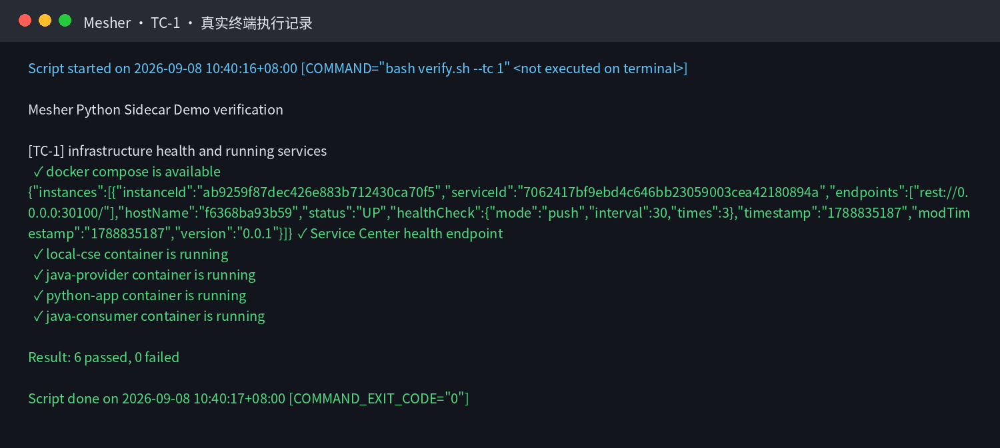 Mesher · TC-1 · 真实终端执行记录
Script started on 2026-09-08 10:40:16+08:00 [COMMAND="bash verify.sh --tc 1" <not executed on terminal>]
Mesher Python Sidecar Demo verification
[TC-1] infrastructure health and running services
✓ docker compose is available
{"instances":[{"instanceId":"ab9259f87dec426e883b712430ca70f5","serviceId":"7062417bf9ebd4c646bb23059003cea42180894a","endpoints":["rest://0.
0.0.0:30100/"],"hostName":"f6368ba93b59","status":"UP","healthCheck":{"mode":"push","interval":30,"times":3},"timestamp":"1788835187","modTim
estamp":"1788835187","version":"0.0.1"}]} ✓ Service Center health endpoint
✓ local-cse container is running
✓ java-provider container is running
✓ python-app container is running
✓ java-consumer container is running
Result: 6 passed, 0 failed
Script done on 2026-09-08 10:40:17+08:00 [COMMAND_EXIT_CODE="0"]